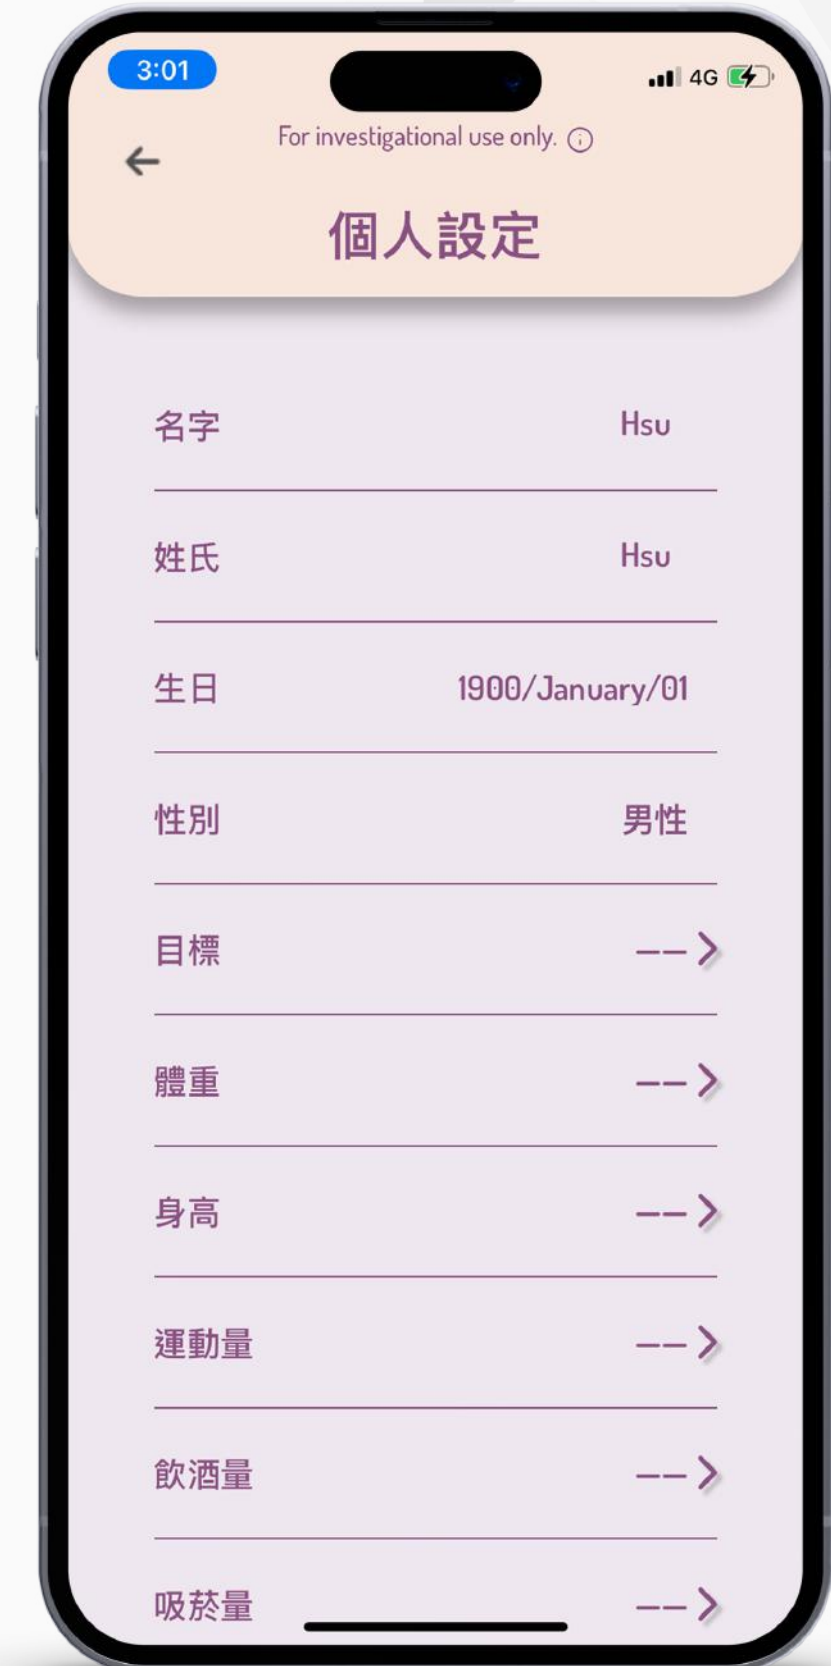 3:01
4G
For investigational use only.
個人設定
名字 Hsu
姓氏 Hsu
生日 1900/January/01
性別 男性
目標 -- >
體重 -- >
身高 -- >
運動量 -- >
飲酒量 -- >
吸菸量 -- >